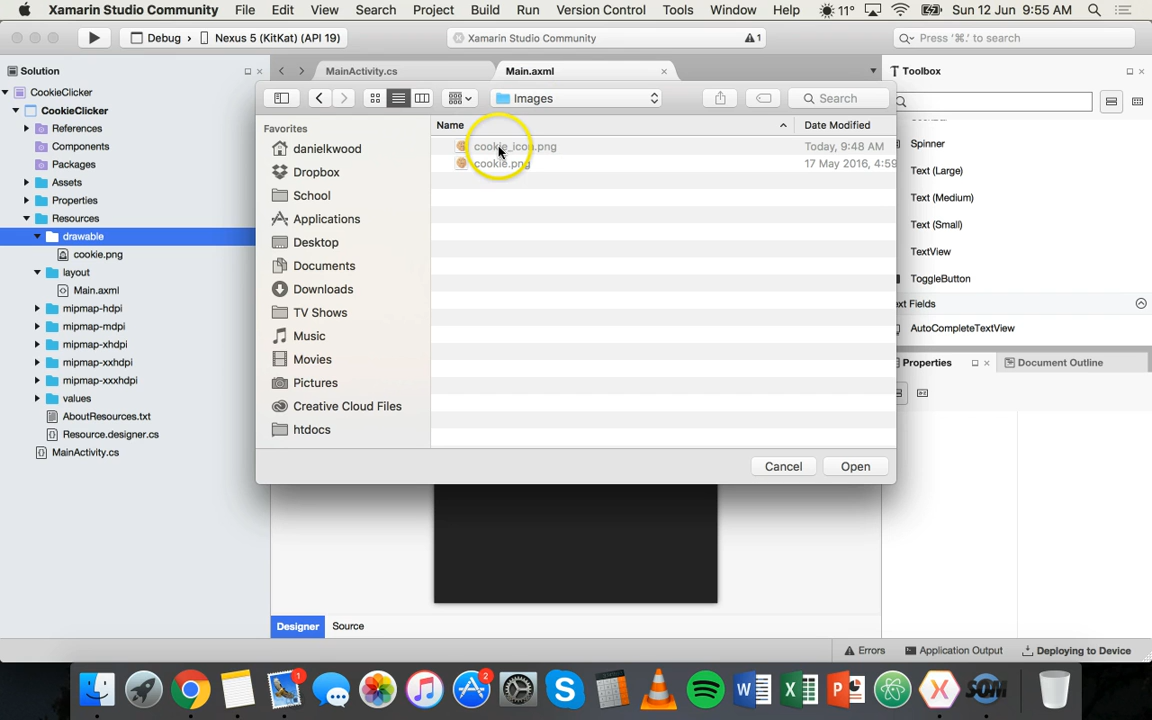 Xamarin Studio Community File Edit View Search Project Build Run Version Control Tools Window Help 11° Sun 12 Jun 9:55 AM
Debug › Nexus 5 (KitKat) (API 19) Xamarin Studio Community 1 Press '⌘.' to search
Solution
MainActivity.cs
Main.axml
Toolbox
CookieClicker
CookieClicker
References
Components
Packages
Assets
Properties
Resources
drawable
cookie.png
layout
Main.axml
mipmap-hdpi
mipmap-mdpi
mipmap-xhdpi
mipmap-xxhdpi
mipmap-xxxhdpi
values
AboutResources.txt
Resource.designer.cs
MainActivity.cs
Images
Search
Favorites
danielkwood
Dropbox
School
Applications
Desktop
Documents
Downloads
TV Shows
Music
Movies
Pictures
Creative Cloud Files
htdocs
Name Date Modified
cookie_icon.png Today, 9:48 AM
cookie.png 17 May 2016, 4:59
Cancel Open
Spinner
Text (Large)
Text (Medium)
Text (Small)
TextView
ToggleButton
ext Fields
AutoCompleteTextView
Properties
Document Outline
Designer Source
Errors Application Output Deploying to Device
1
2
SOM